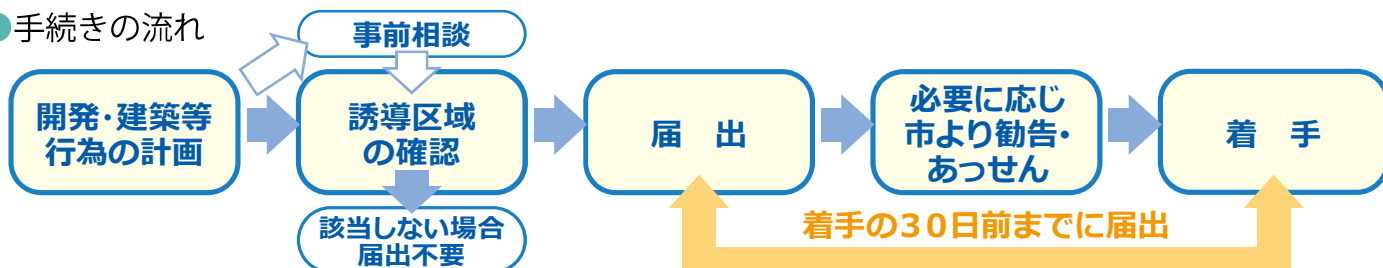 ●手続きの流れ
事前相談
開発・建築等
行為の計画
誘導区域
の確認
届 出
必要に応じ
市より勧告・
あっせん
着 手
該当しない場合
届出不要
着手の30日前までに届出